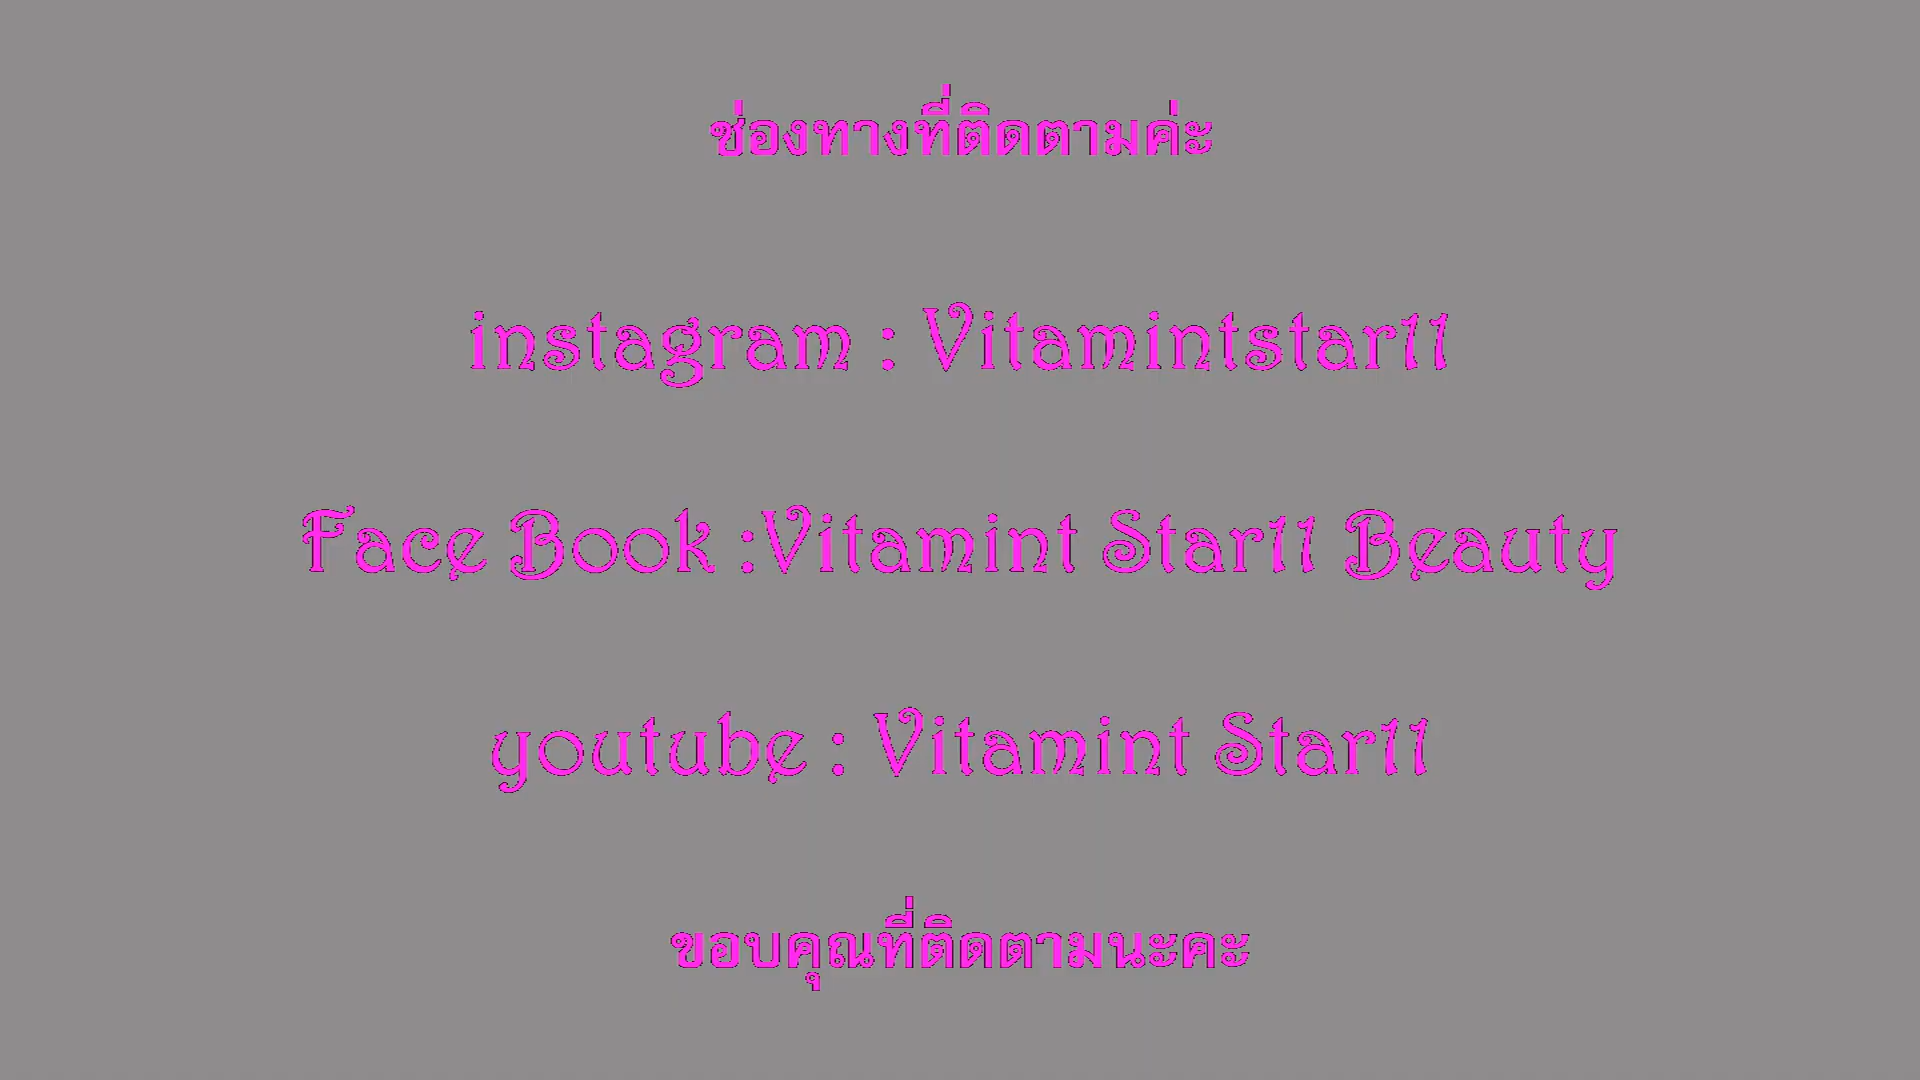 ช่องทางที่ติดตามค่ะ
instagram : Vitamintstar11
Face Book :Vitamint Star11 Beauty
youtube : Vitamint Star11
ขอบคุณที่ติดตามนะคะ